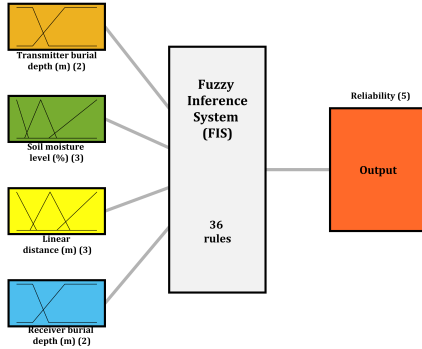 Transmitter burial
depth (m) (2)
Soil moisture
level (%) (3)
Linear
distance (m) (3)
Receiver burial
depth (m) (2)
Fuzzy
Inference
System
(FIS)
36
rules
Reliability (5)
Output